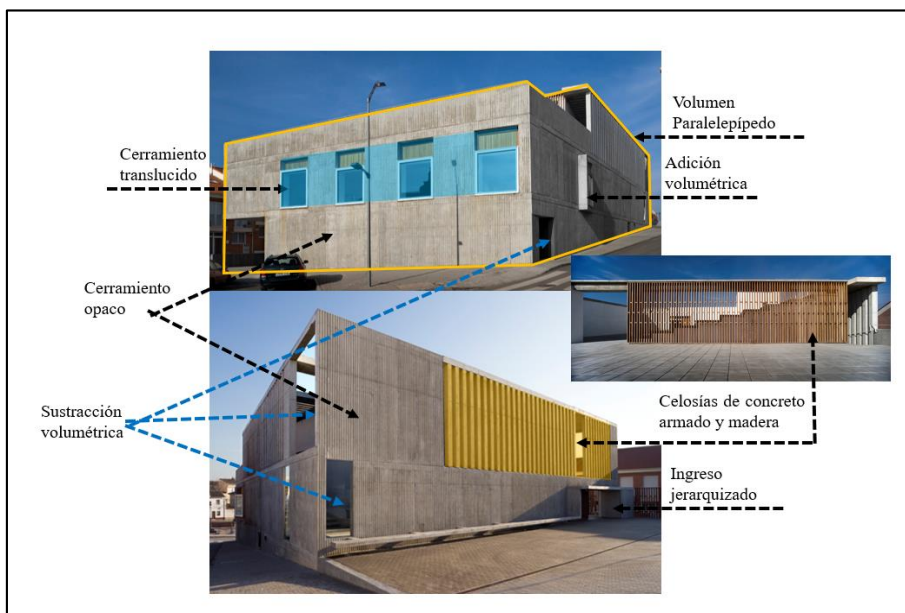 Cerramiento
translucido
Volumen
Paralelepípedo
Adición
volumétrica
Cerramiento
opaco
Sustracción
volumétrica
Celosías de concreto
armado y madera
Ingreso
jerarquizado